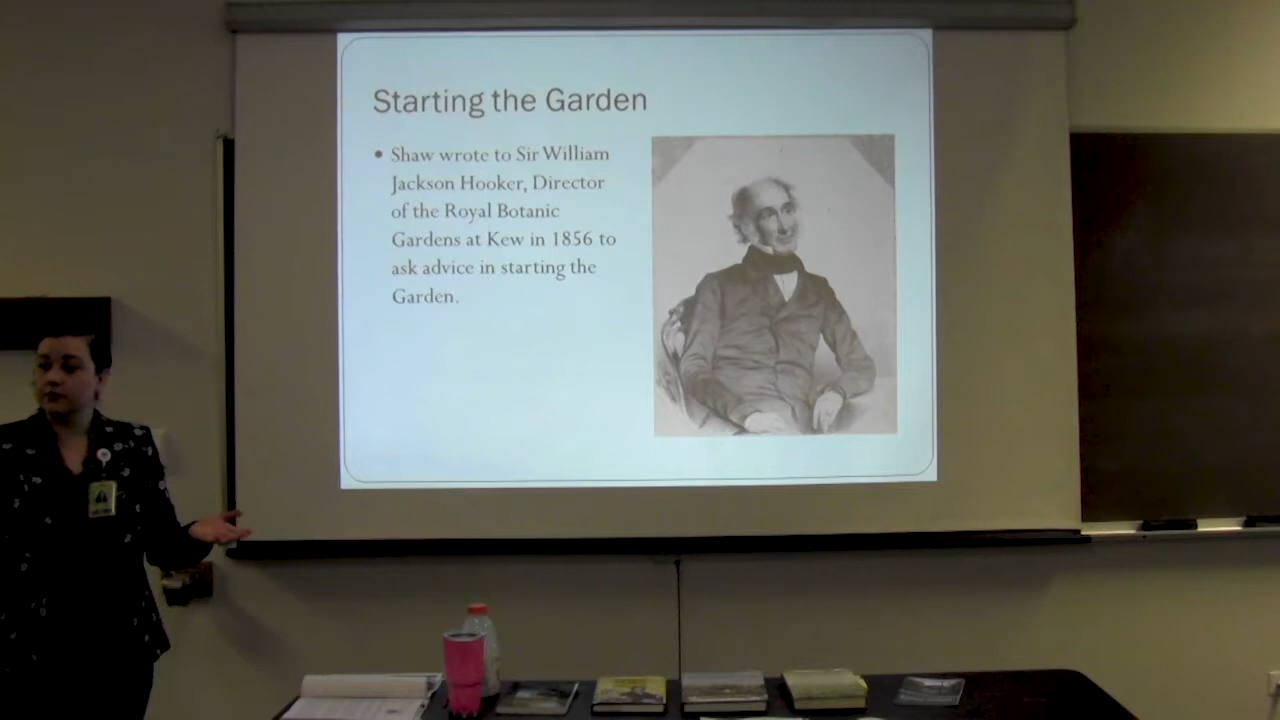 Starting the Garden
• Shaw wrote to Sir William
Jackson Hooker, Director
of the Royal Botanic
Gardens at Kew in 1856 to
ask advice in starting the
Garden.